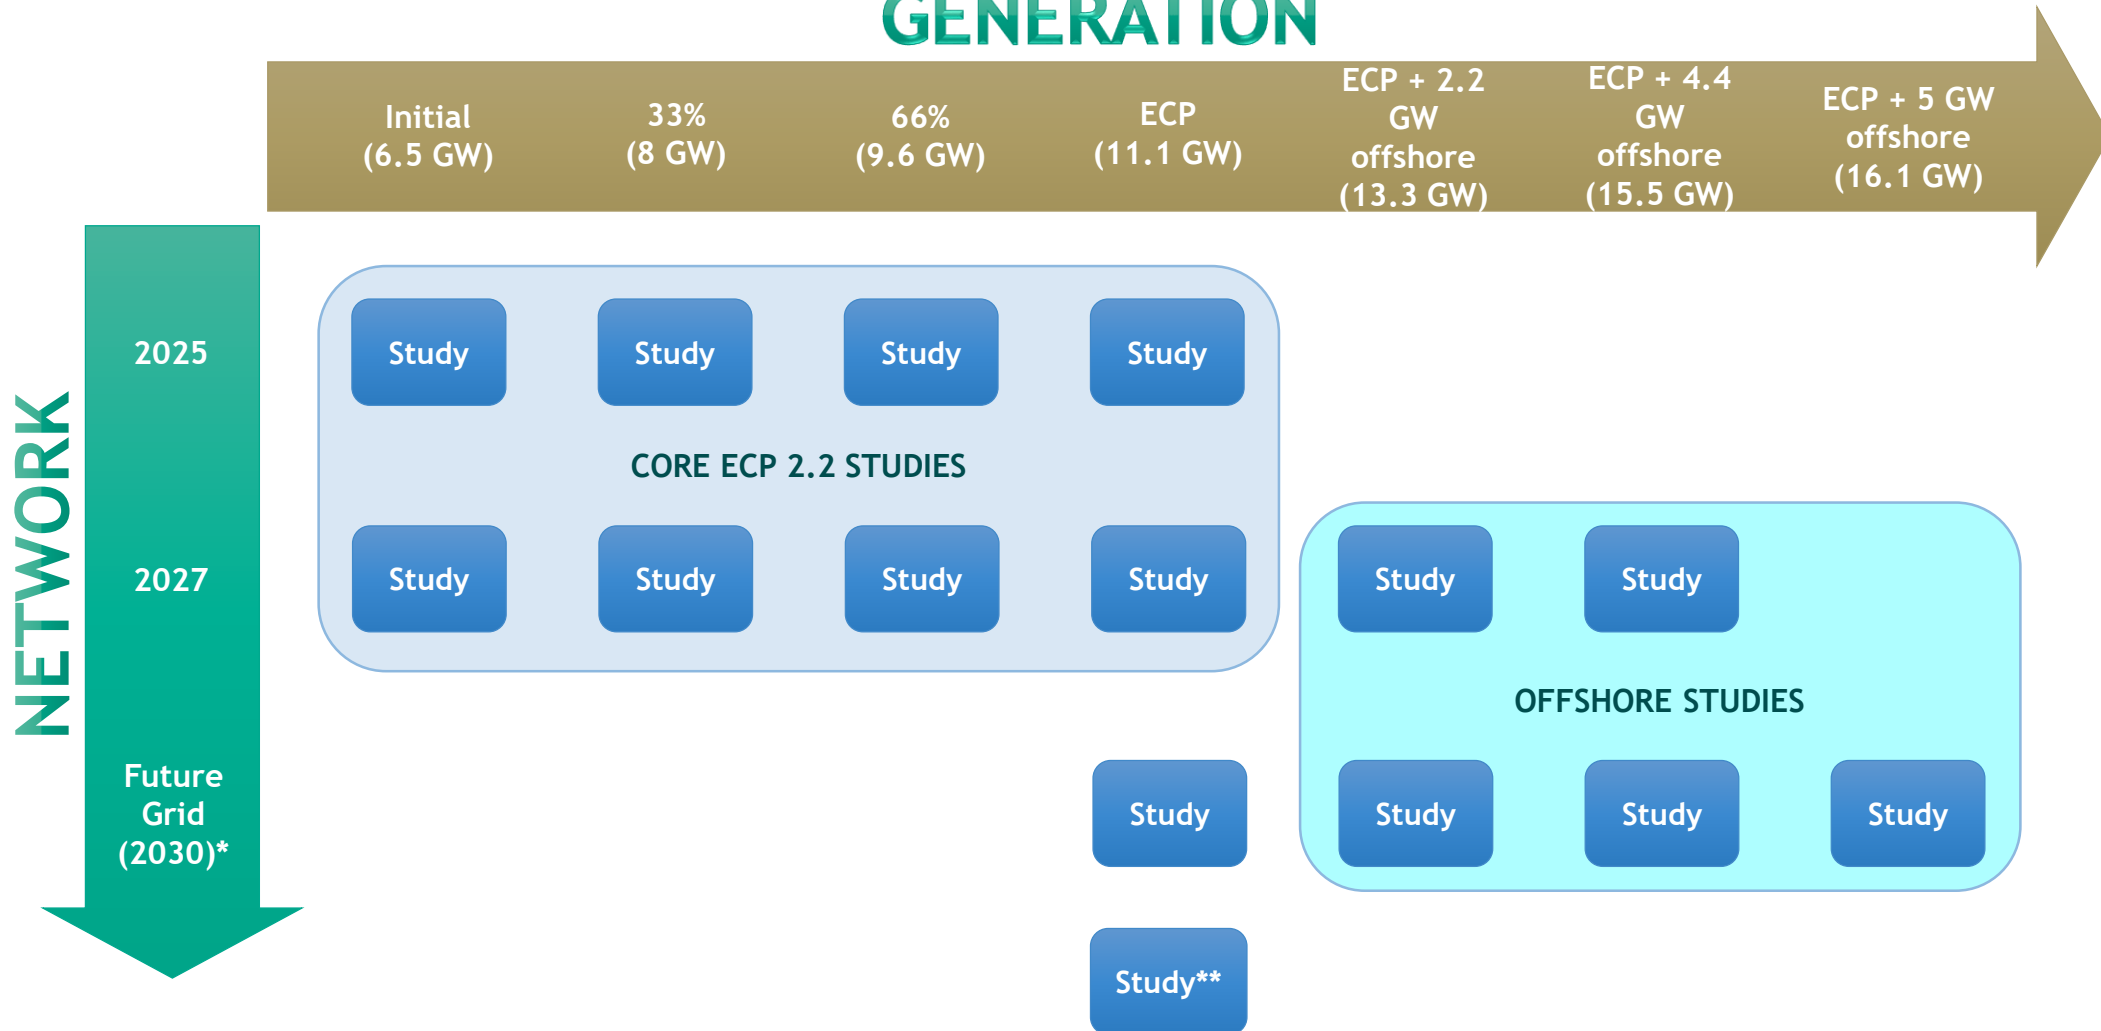 GENERATION
Initial
(6.5 GW)
33%
(8 GW)
66%
(9.6 GW)
ECP
(11.1 GW)
ECP + 2.2
GW
offshore
(13.3 GW)
ECP + 4.4
GW
offshore
(15.5 GW)
ECP + 5 GW
offshore
(16.1 GW)
NETWORK
2025
Study
Study
Study
Study
CORE ECP 2.2 STUDIES
2027
Study
Study
Study
Study
Study
Study
OFFSHORE STUDIES
Future
Grid
(2030)*
Study
Study
Study
Study
Study**